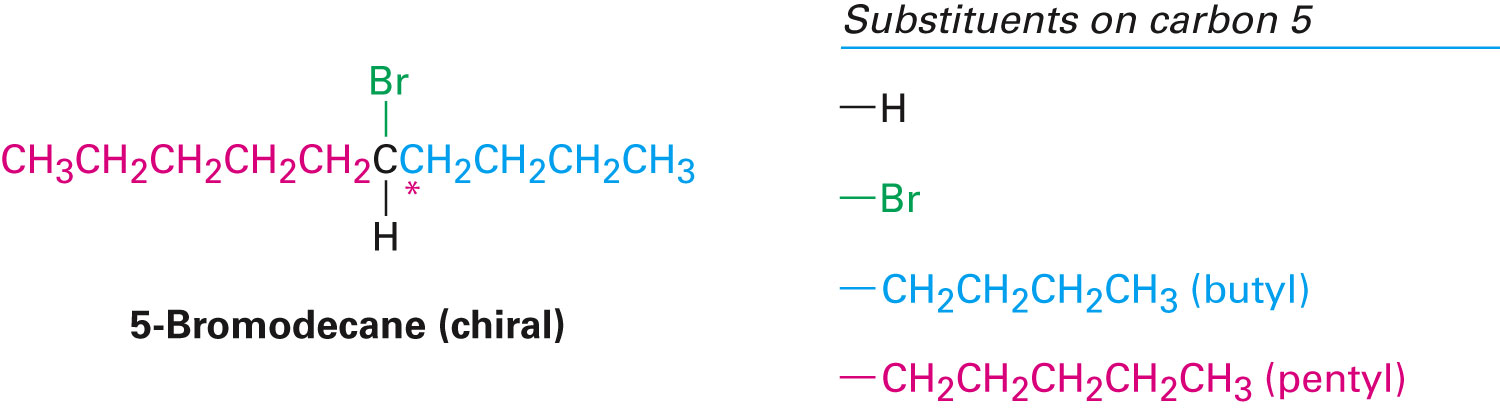 Substituents on carbon 5
Br
—H
CH₃CH₂CH₂CH₂CH₂CCH₂CH₂CH₂CH₃
*
—Br
H
—CH₂CH₂CH₂CH₃ (butyl)
5-Bromodecane (chiral)
—CH₂CH₂CH₂CH₂CH₃ (pentyl)